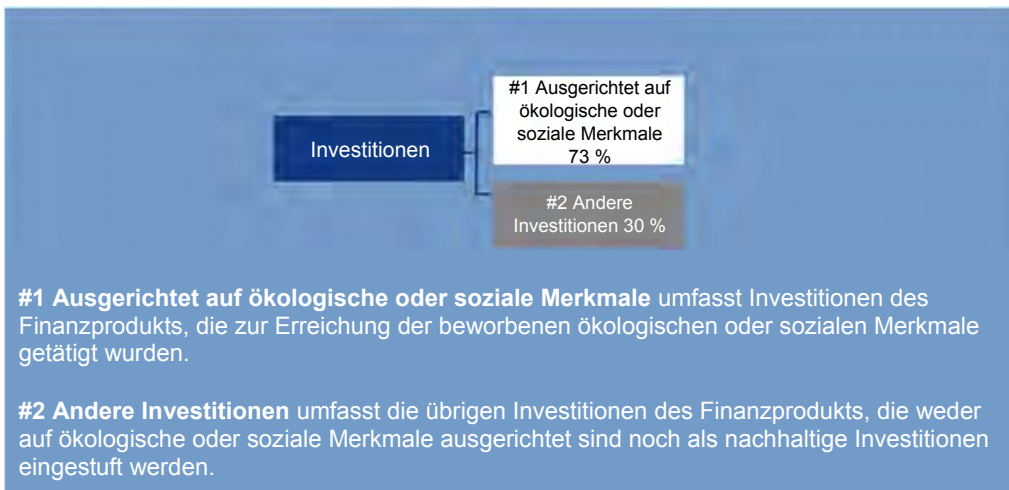 Investitionen
#1 Ausgerichtet auf
ökologische oder
soziale Merkmale
73 %
#2 Andere
Investitionen 30 %
#1 Ausgerichtet auf ökologische oder soziale Merkmale umfasst Investitionen des
Finanzprodukts, die zur Erreichung der beworbenen ökologischen oder sozialen Merkmale
getätigt wurden.
#2 Andere Investitionen umfasst die übrigen Investitionen des Finanzprodukts, die weder
auf ökologische oder soziale Merkmale ausgerichtet sind noch als nachhaltige Investitionen
eingestuft werden.